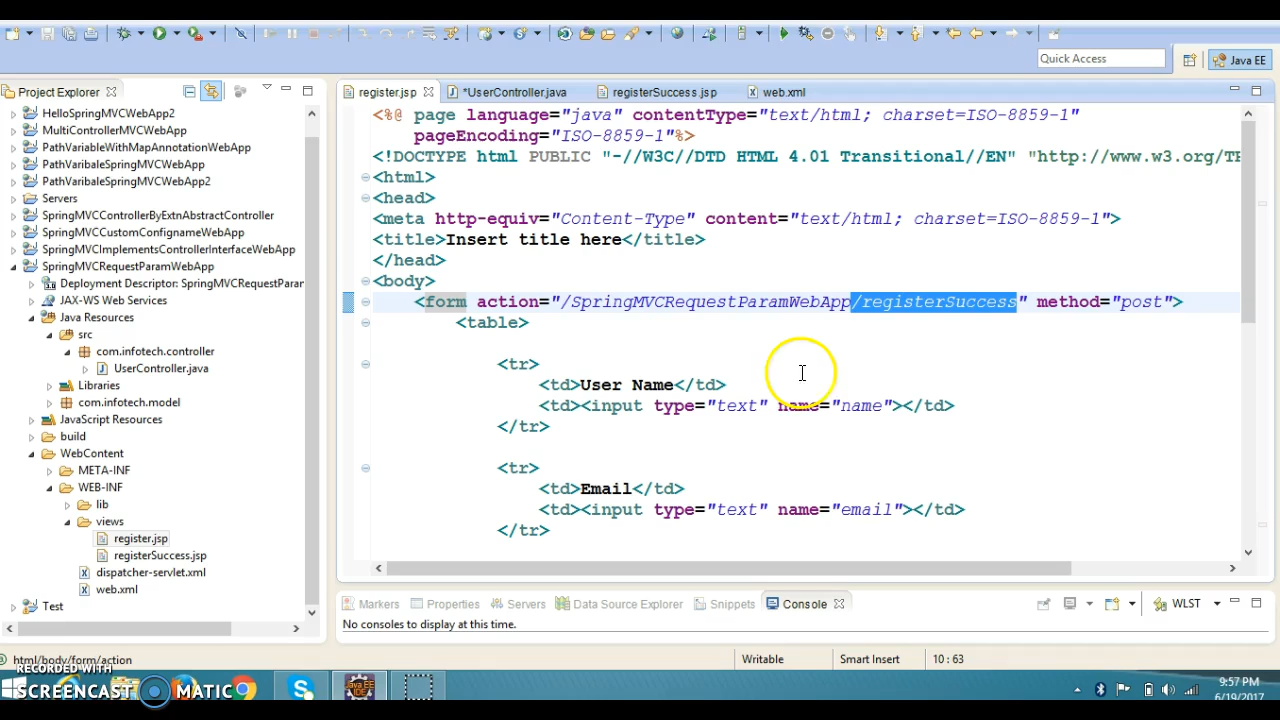 Quick Access
Java EE
Project Explorer
HelloSpringMVCWebApp2
MultiControllerMVCWebApp
PathVariableWithMapAnnotationWebApp
PathVaribaleSpringMVCWebApp
PathVaribaleSpringMVCWebApp2
Servers
SpringMVCControllerByExtnAbstractController
SpringMVCCustomConfignameWebApp
SpringMVCImplementsControllerInterfaceWebApp
SpringMVCRequestParamWebApp
Deployment Descriptor: SpringMVCRequestParam
JAX-WS Web Services
Java Resources
src
com.infotech.controller
UserController.java
Libraries
com.infotech.model
JavaScript Resources
build
WebContent
META-INF
WEB-INF
lib
views
register.jsp
registerSuccess.jsp
dispatcher-servlet.xml
web.xml
Test
register.jsp *UserController.java registerSuccess.jsp web.xml
<%@ page language="java" contentType="text/html; charset=ISO-8859-1"
pageEncoding="ISO-8859-1"%>
<!DOCTYPE html PUBLIC "-//W3C//DTD HTML 4.01 Transitional//EN" "http://www.w3.org/TR
<html>
<head>
<meta http-equiv="Content-Type" content="text/html; charset=ISO-8859-1">
<title>Insert title here</title>
</head>
<body>
<form action="/SpringMVCRequestParamWebApp/registerSuccess" method="post">
<table>
<tr>
<td>User Name</td>
<td><input type="text" name="name"></td>
</tr>
<tr>
<td>Email</td>
<td><input type="text" name="email"></td>
</tr>
Markers Properties Servers Data Source Explorer Snippets Console
WLST
No consoles to display at this time.
html/body/form/action
Writable
Smart Insert
10 : 63
RECORDED WITH
SCREENCAST MATIC
Java EE
IDE
9:57 PM
6/19/2017